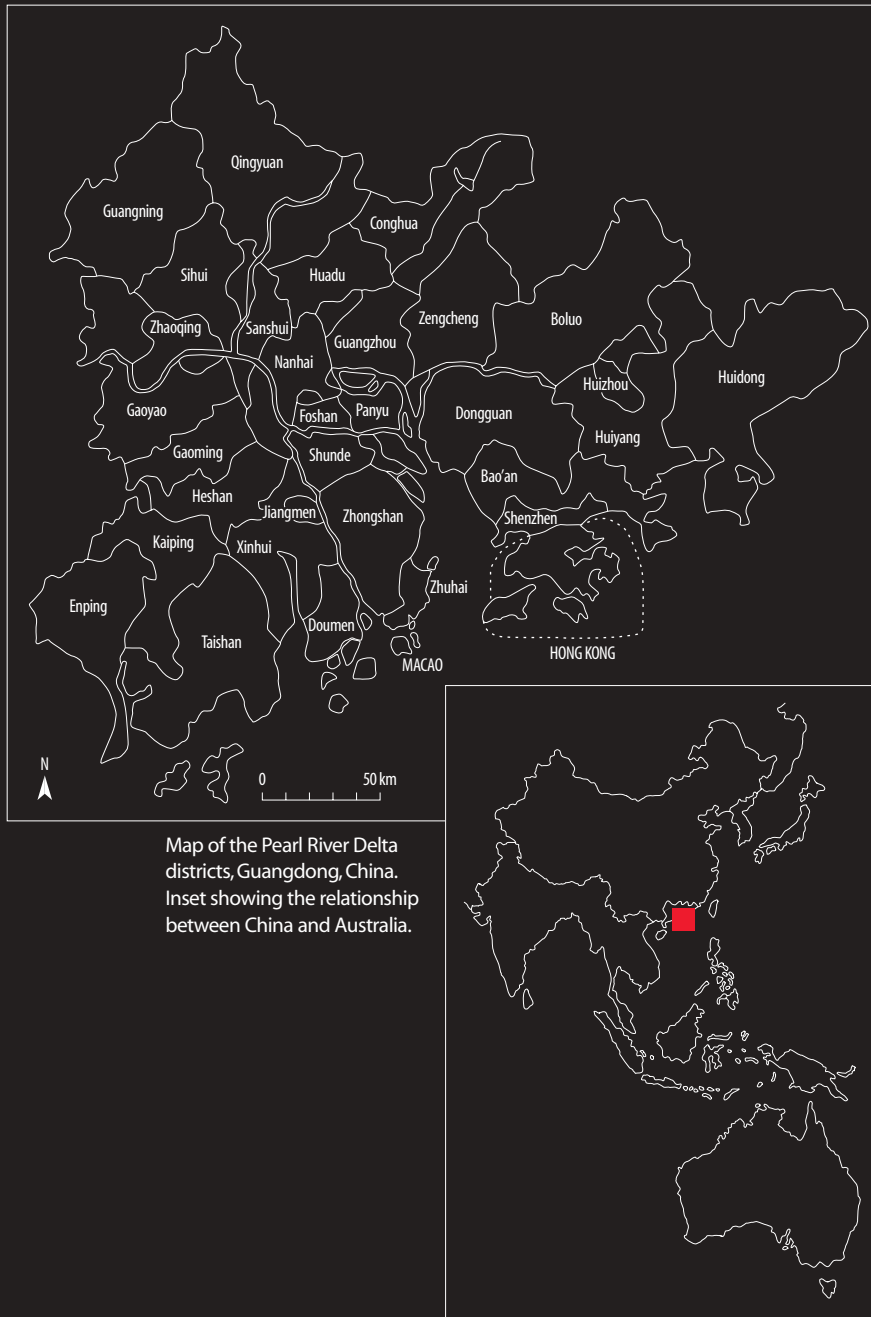 Qingyuan
Guangning
Conghua
Sihui
Huadu
Zhaoqing
Sanshui
Guangzhou
Zengcheng
Boluo
Nanhai
Huizhou
Huidong
Gaoyao
Foshan
Panyu
Dongguan
Gaoming
Shunde
Huiyang
Bao'an
Heshan
Jiangmen
Zhongshan
Shenzhen
Kaiping
Xinhui
Enping
Zhuhai
Doumen
Taishan
MACAO
HONG KONG
N
0 50 km
Map of the Pearl River Delta
districts, Guangdong, China.
Inset showing the relationship
between China and Australia.